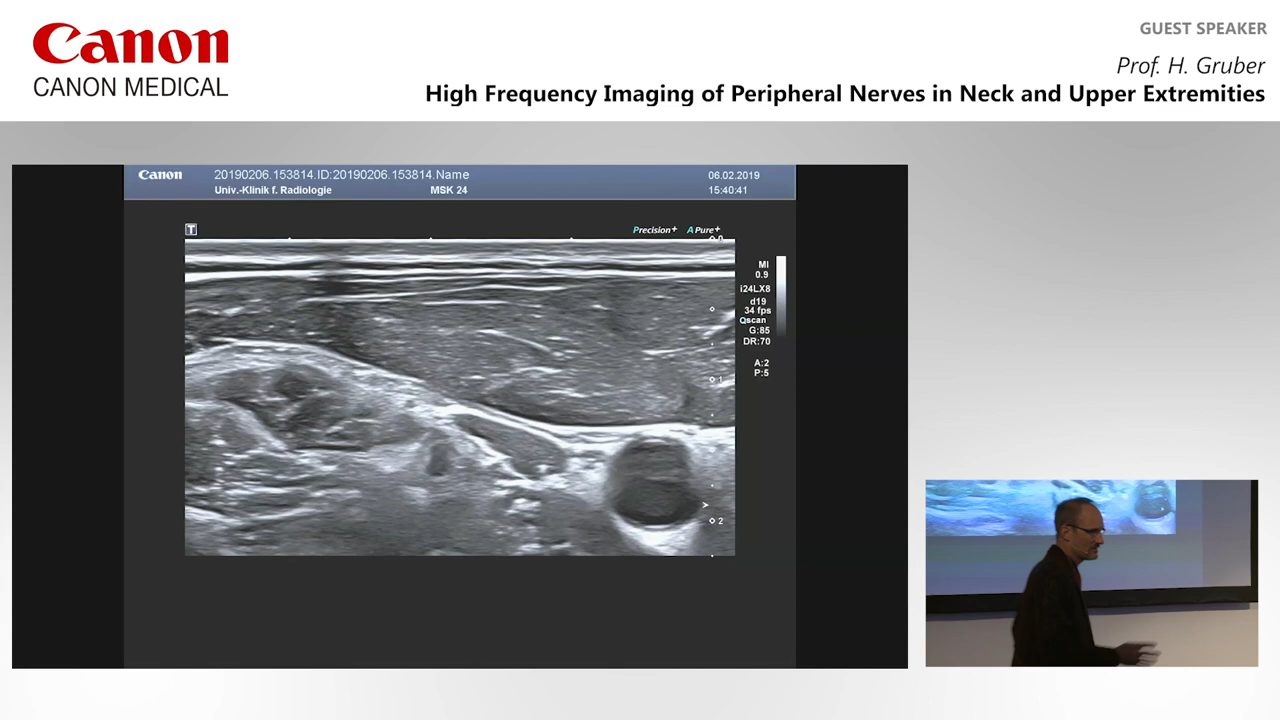 Canon
CANON MEDICAL
GUEST SPEAKER
Prof. H. Gruber
High Frequency Imaging of Peripheral Nerves in Neck and Upper Extremities
Canon
20190206.153814.ID:20190206.153814.Name
06.02.2019
Univ.-Klinik f. Radiologie
MSK 24
15:40:41
T
Precision+
APure+
0
MI
0.9
i24LX8
d19
34 fps
Qscan
G:85
DR:70
A:2
P:5
1
2